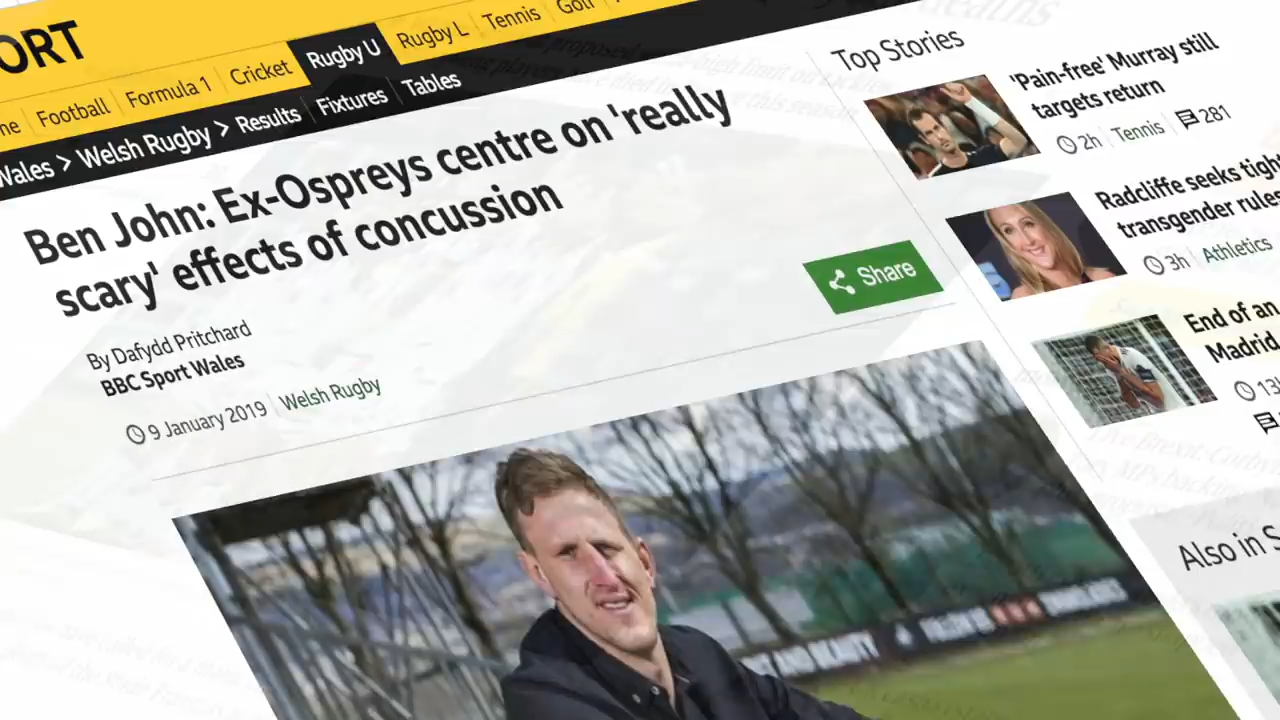 ORT
Football
Formula 1
Cricket
Rugby U
Rugby L
Tennis
Golf
Wales > Welsh Rugby > Results
Fixtures
Tables
Ben John: Ex-Ospreys centre on 'really
scary' effects of concussion
By Dafydd Pritchard
BBC Sport Wales
9 January 2019
Welsh Rugby
Share
Top Stories
'Pain-free' Murray still
targets return
2h
Tennis
281
Radcliffe seeks tigh
transgender rules
3h
Athletics
End of an
Madrid
13
Also in S